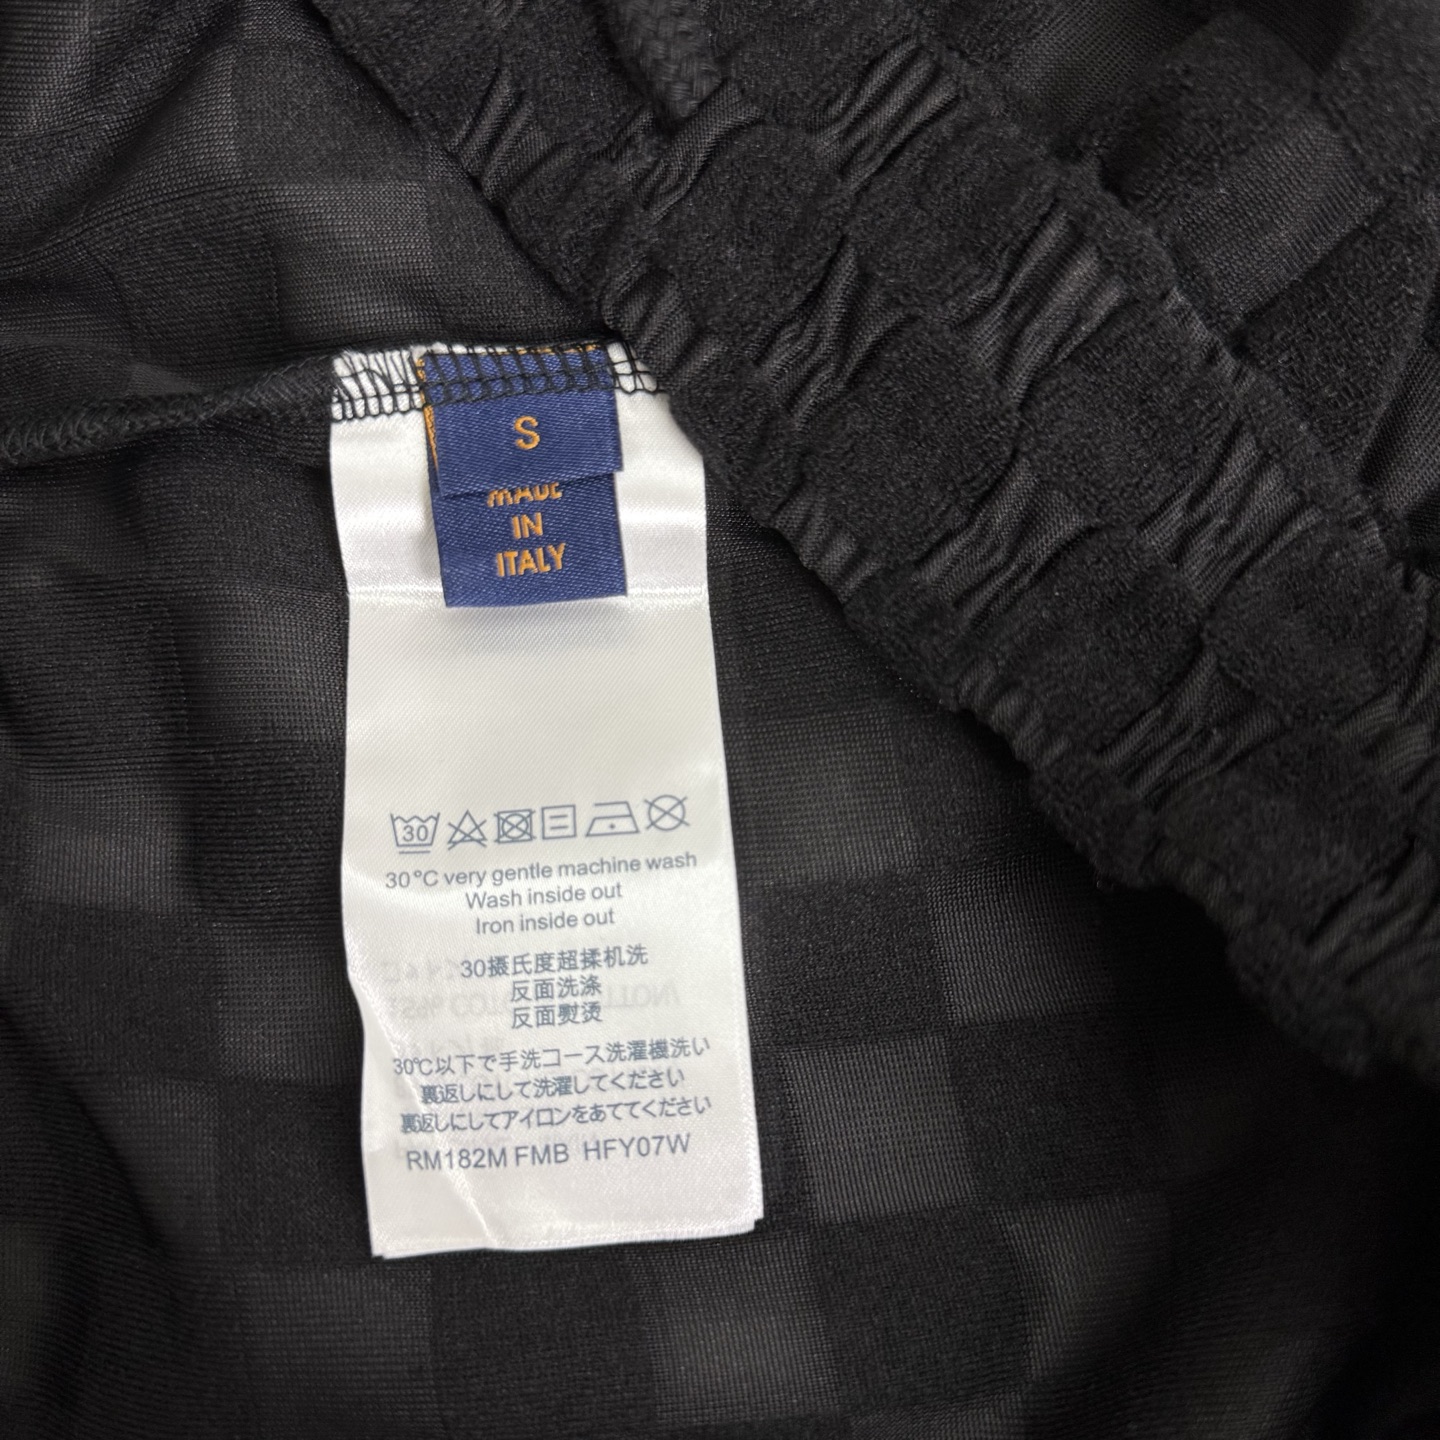 S
MADE
IN
ITALY
30
30°C very gentle machine wash
Wash inside out
Iron inside out
30摄氏度超揉机洗
反面洗涤
反面熨烫
30℃以下で手洗コース洗濯機洗い
裏返しにして洗濯してください
裏返しにしてアイロンをあててください
RM182M FMB HFY07W